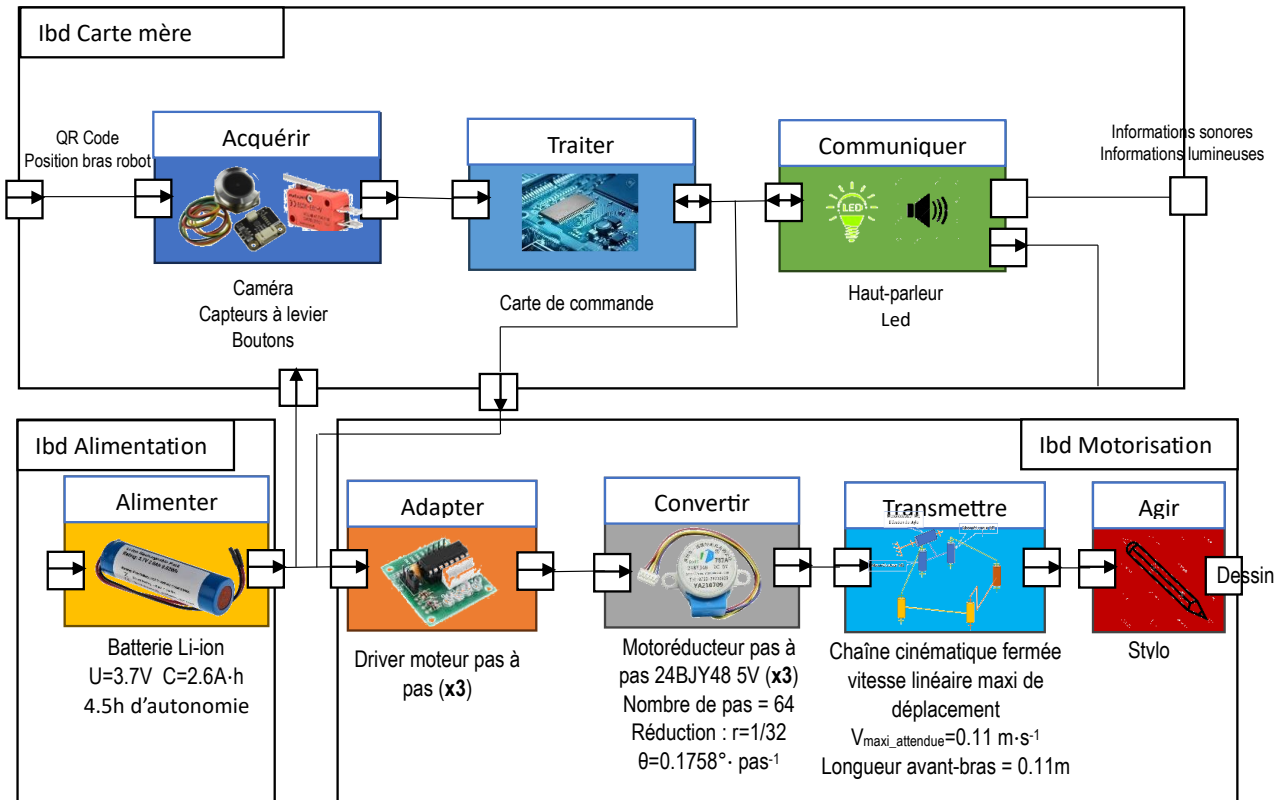 Ibd Carte mère
QR Code
Position bras robot
Acquérir
Traiter
Communiquer
Informations sonores
Informations lumineuses
LED
Caméra
Capteurs à levier
Boutons
Carte de commande
Haut-parleur
Led
Ibd Alimentation
Ibd Motorisation
Alimenter
Adapter
Convertir
Transmettre
Agir
Dessin
Batterie Li-ion
U=3.7V C=2.6A·h
4.5h d’autonomie
Driver moteur pas à
pas (x3)
Motoréducteur pas à
pas 24BJY48 5V (x3)
Nombre de pas = 64
Réduction : r=1/32
θ=0.1758°· pas-1
Chaîne cinématique fermée
vitesse linéaire maxi de
déplacement
Vmaxi_attendue=0.11 m·s-1
Longueur avant-bras = 0.11m
Stylo